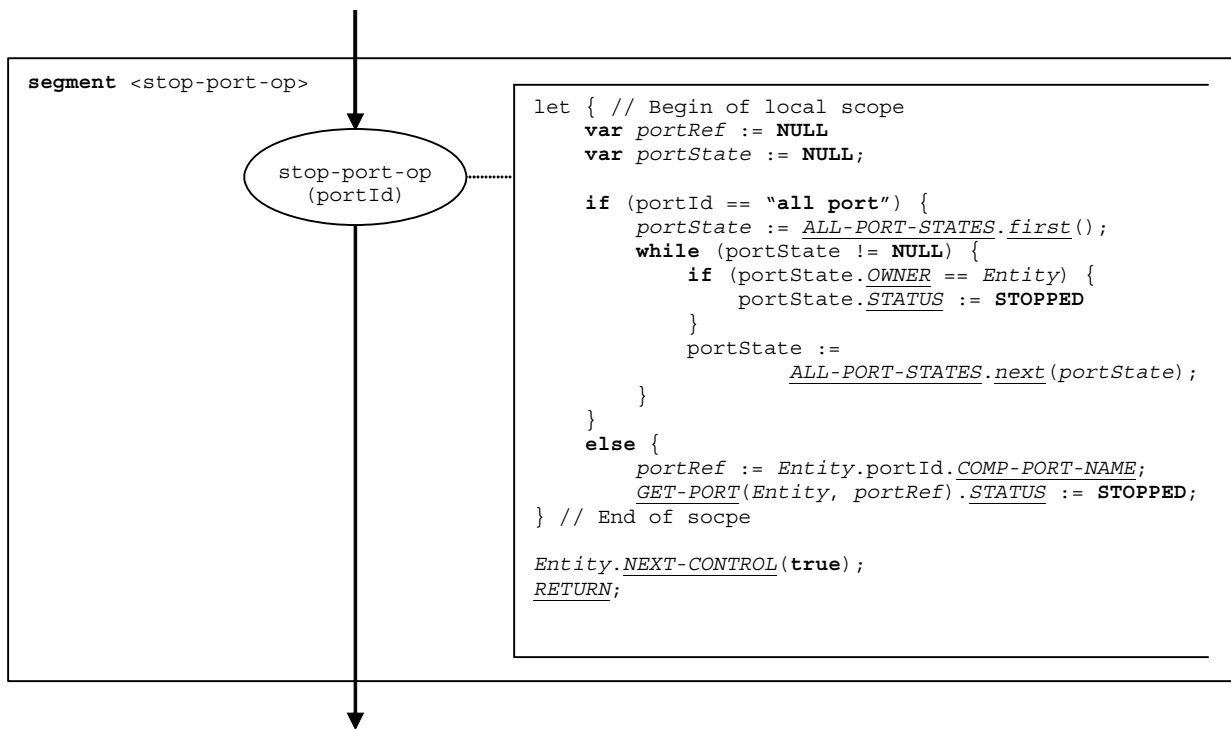 segment <stop-port-op>
stop-port-op
(portId)
let { // Begin of local scope
var portRef := NULL
var portState := NULL;
if (portId == “all port”) {
portState := ALL-PORT-STATES.first();
while (portState != NULL) {
if (portState.OWNER == Entity) {
portState.STATUS := STOPPED
}
portState :=
ALL-PORT-STATES.next(portState);
}
}
else {
portRef := Entity.portId.COMP-PORT-NAME;
GET-PORT(Entity, portRef).STATUS := STOPPED;
} // End of socpe
Entity.NEXT-CONTROL(true);
RETURN;